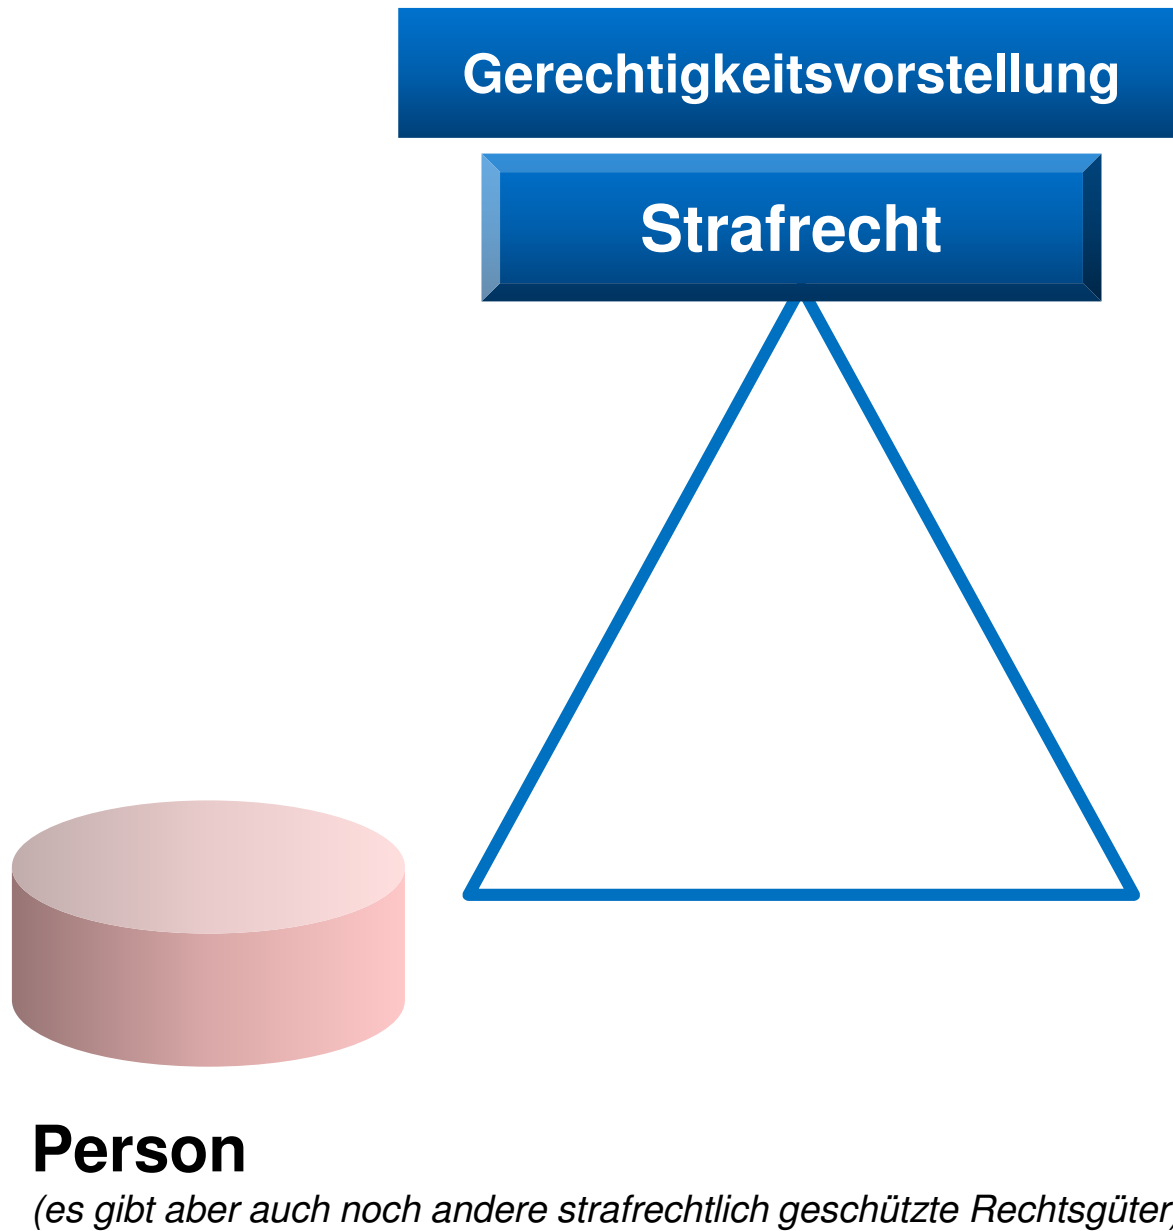 Gerechtigkeitsvorstellung
Strafrecht
Person
(es gibt aber auch noch andere strafrechtlich geschützte Rechtsgüter)